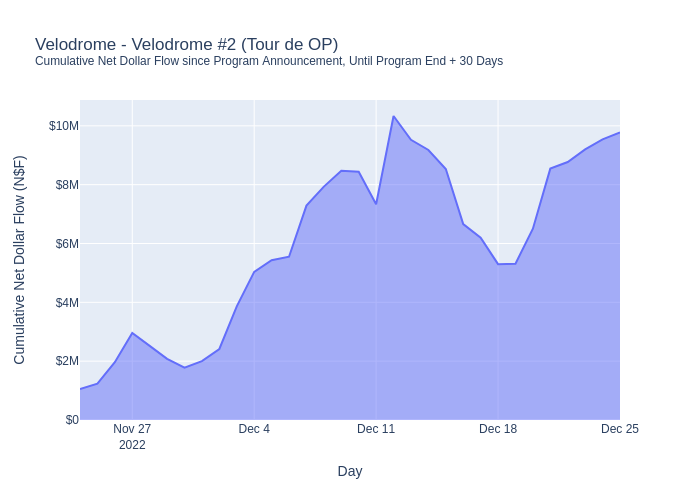 Velodrome - Velodrome #2 (Tour de OP)
Cumulative Net Dollar Flow since Program Announcement, Until Program End + 30 Days
Cumulative Net Dollar Flow (N$F)
$10M
$8M
$6M
$4M
$2M
$0
Nov 27
2022
Dec 4
Dec 11
Dec 18
Dec 25
Day